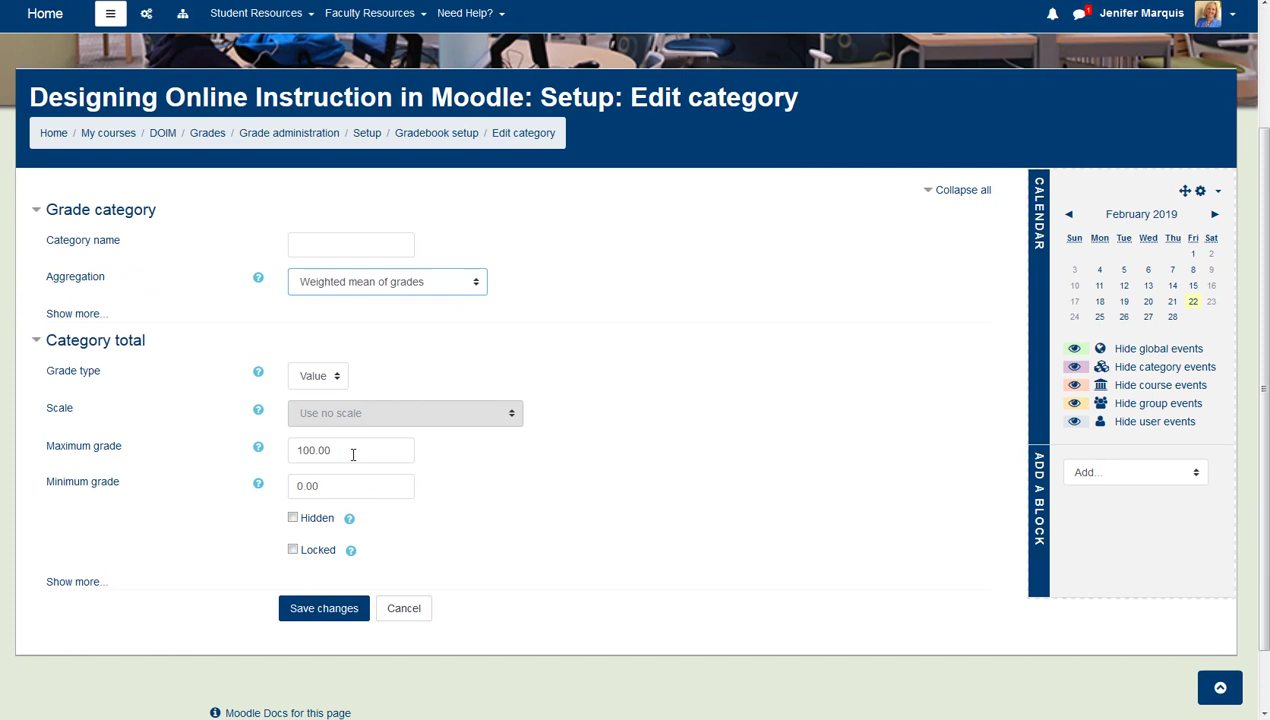 Home Student Resources Faculty Resources Need Help? 1 Jenifer Marquis
Designing Online Instruction in Moodle: Setup: Edit category
Home / My courses / DOIM / Grades / Grade administration / Setup / Gradebook setup / Edit category
Collapse all
Grade category
Category name
Aggregation ? Weighted mean of grades
Show more...
Category total
Grade type ? Value
Scale ? Use no scale
Maximum grade ? 100.00
Minimum grade ? 0.00
Hidden ?
Locked ?
Show more...
Save changes Cancel
CALENDAR
February 2019
Sun Mon Tue Wed Thu Fri Sat
1 2
3 4 5 6 7 8 9
10 11 12 13 14 15 16
17 18 19 20 21 22 23
24 25 26 27 28
Hide global events
Hide category events
Hide course events
Hide group events
Hide user events
ADD A BLOCK
Add...
Moodle Docs for this page